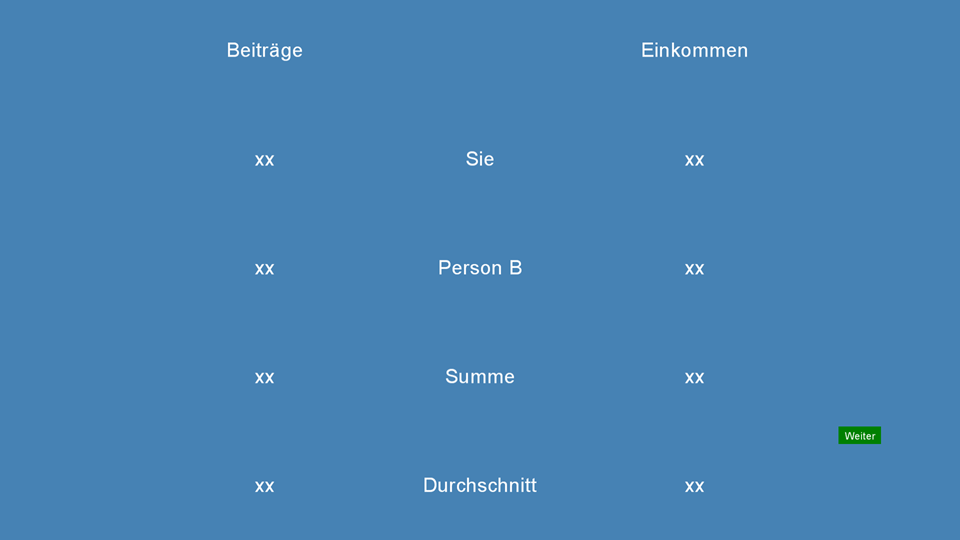 Beiträge Einkommen
xx Sie xx
xx Person B xx
xx Summe xx
Weiter
xx Durchschnitt xx